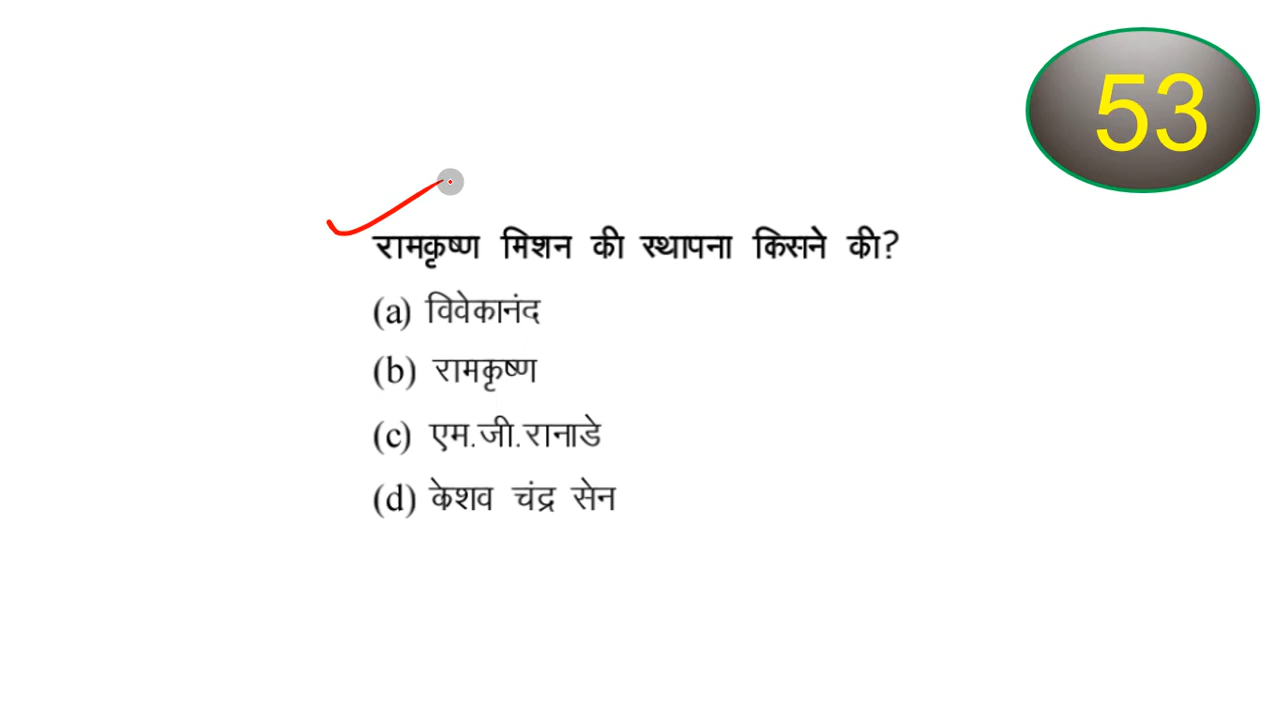 53
रामकृष्ण मिशन की स्थापना किसने की?
(a) विवेकानंद
(b) रामकृष्ण
(c) एम.जी.रानाडे
(d) केशव चंद्र सेन